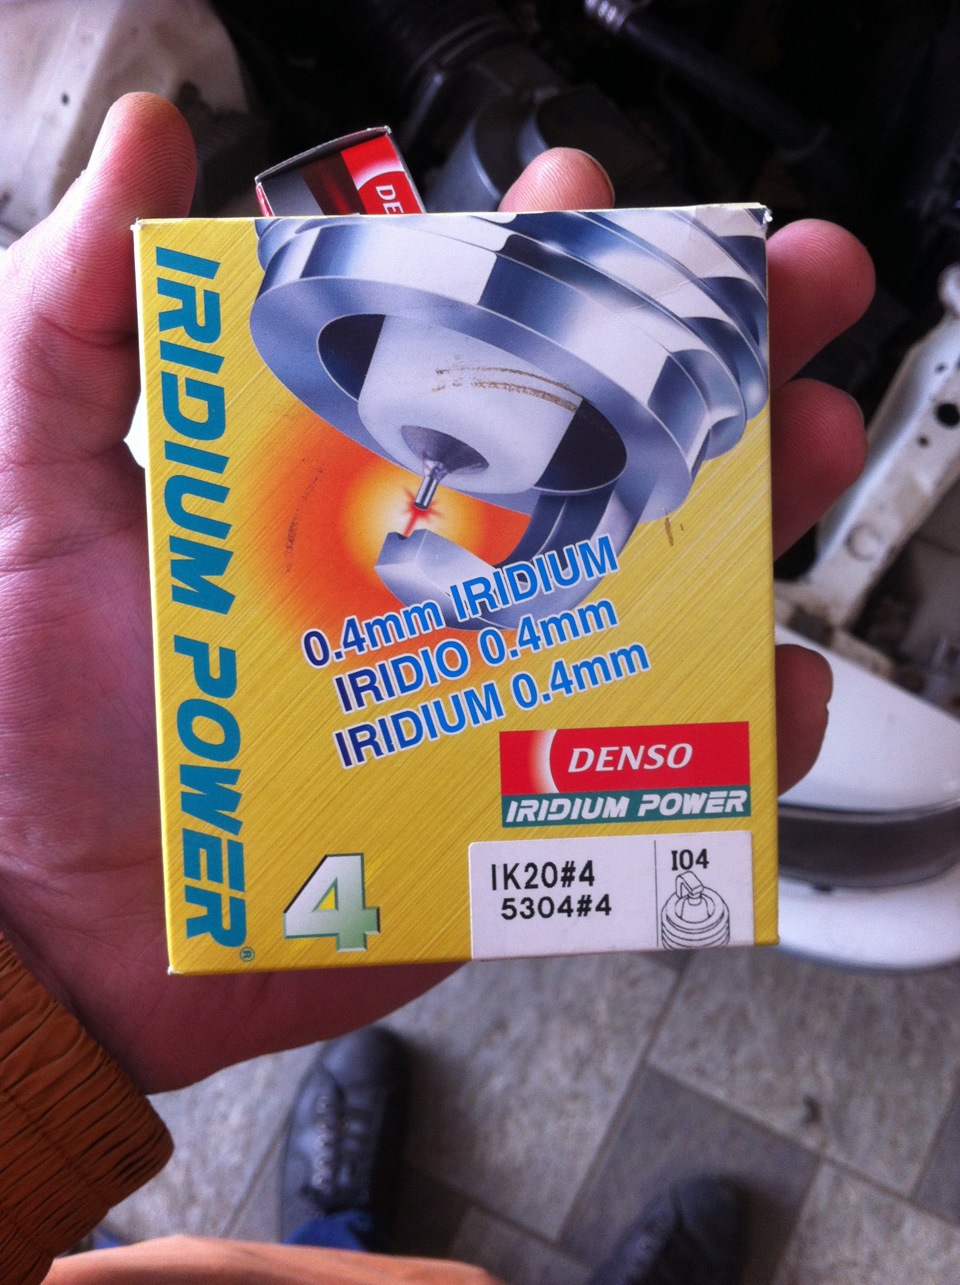 DE
IRIDIUM POWER®
0.4mm IRIDIUM
IRIDIO 0.4mm
IRIDIUM 0.4mm
DENSO
IRIDIUM POWER
4
IK20#4
5304#4
I04